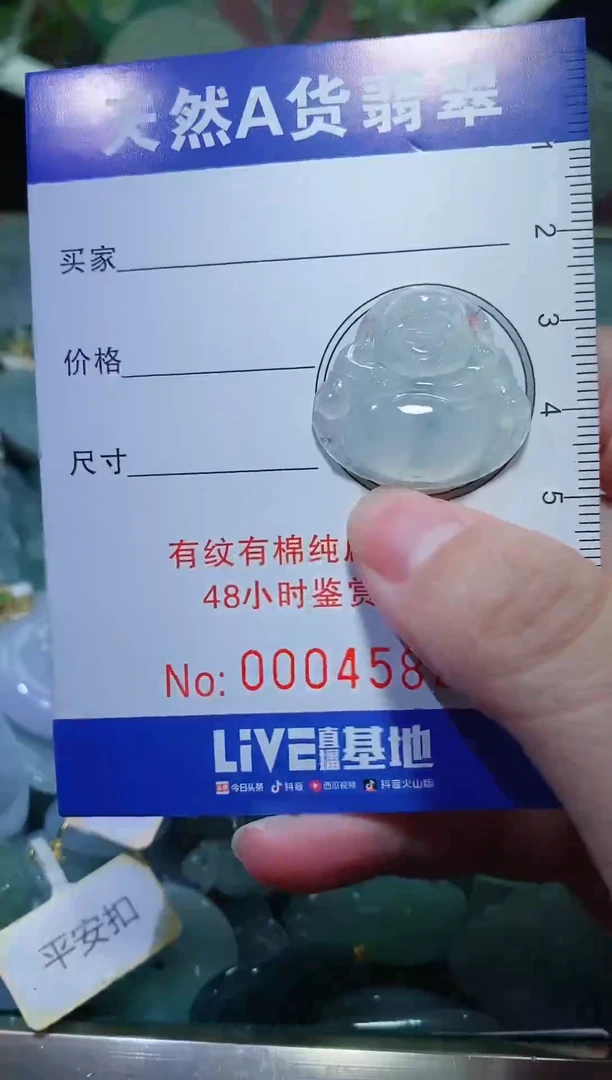 天然A货翡翠
1
2
买家
3
价格
4
尺寸
5
有纹有棉纯
48小时鉴赏
No: 000458
LiVE直播基地
今日头条 抖音 西瓜视频 抖音火山版
平安扣